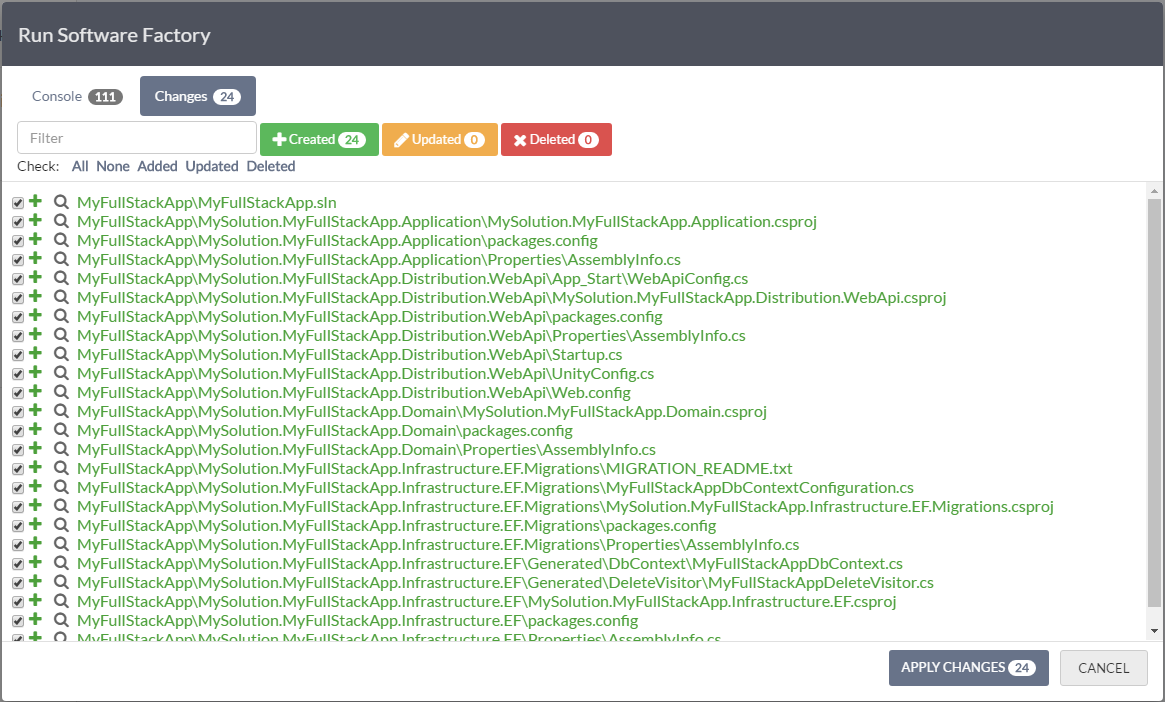 Run Software Factory
Console 111 Changes 24
Filter Created 24 Updated 0 Deleted 0
Check: All None Added Updated Deleted
MyFullStackApp\MyFullStackApp.sln
MyFullStackApp\MySolution.MyFullStackApp.Application\MySolution.MyFullStackApp.Application.csproj
MyFullStackApp\MySolution.MyFullStackApp.Application\packages.config
MyFullStackApp\MySolution.MyFullStackApp.Application\Properties\AssemblyInfo.cs
MyFullStackApp\MySolution.MyFullStackApp.Distribution.WebApi\App_Start\WebApiConfig.cs
MyFullStackApp\MySolution.MyFullStackApp.Distribution.WebApi\MySolution.MyFullStackApp.Distribution.WebApi.csproj
MyFullStackApp\MySolution.MyFullStackApp.Distribution.WebApi\packages.config
MyFullStackApp\MySolution.MyFullStackApp.Distribution.WebApi\Properties\AssemblyInfo.cs
MyFullStackApp\MySolution.MyFullStackApp.Distribution.WebApi\Startup.cs
MyFullStackApp\MySolution.MyFullStackApp.Distribution.WebApi\UnityConfig.cs
MyFullStackApp\MySolution.MyFullStackApp.Distribution.WebApi\Web.config
MyFullStackApp\MySolution.MyFullStackApp.Domain\MySolution.MyFullStackApp.Domain.csproj
MyFullStackApp\MySolution.MyFullStackApp.Domain\packages.config
MyFullStackApp\MySolution.MyFullStackApp.Domain\Properties\AssemblyInfo.cs
MyFullStackApp\MySolution.MyFullStackApp.Infrastructure.EF.Migrations\MIGRATION_README.txt
MyFullStackApp\MySolution.MyFullStackApp.Infrastructure.EF.Migrations\MyFullStackAppDbContextConfiguration.cs
MyFullStackApp\MySolution.MyFullStackApp.Infrastructure.EF.Migrations\MySolution.MyFullStackApp.Infrastructure.EF.Migrations.csproj
MyFullStackApp\MySolution.MyFullStackApp.Infrastructure.EF.Migrations\packages.config
MyFullStackApp\MySolution.MyFullStackApp.Infrastructure.EF.Migrations\Properties\AssemblyInfo.cs
MyFullStackApp\MySolution.MyFullStackApp.Infrastructure.EF\Generated\DbContext\MyFullStackAppDbContext.cs
MyFullStackApp\MySolution.MyFullStackApp.Infrastructure.EF\Generated\DeleteVisitor\MyFullStackAppDeleteVisitor.cs
MyFullStackApp\MySolution.MyFullStackApp.Infrastructure.EF\MySolution.MyFullStackApp.Infrastructure.EF.csproj
MyFullStackApp\MySolution.MyFullStackApp.Infrastructure.EF\packages.config
MyFullStackApp\MySolution.MyFullStackApp.Infrastructure.EF\Properties\AssemblyInfo.cs
APPLY CHANGES 24 CANCEL